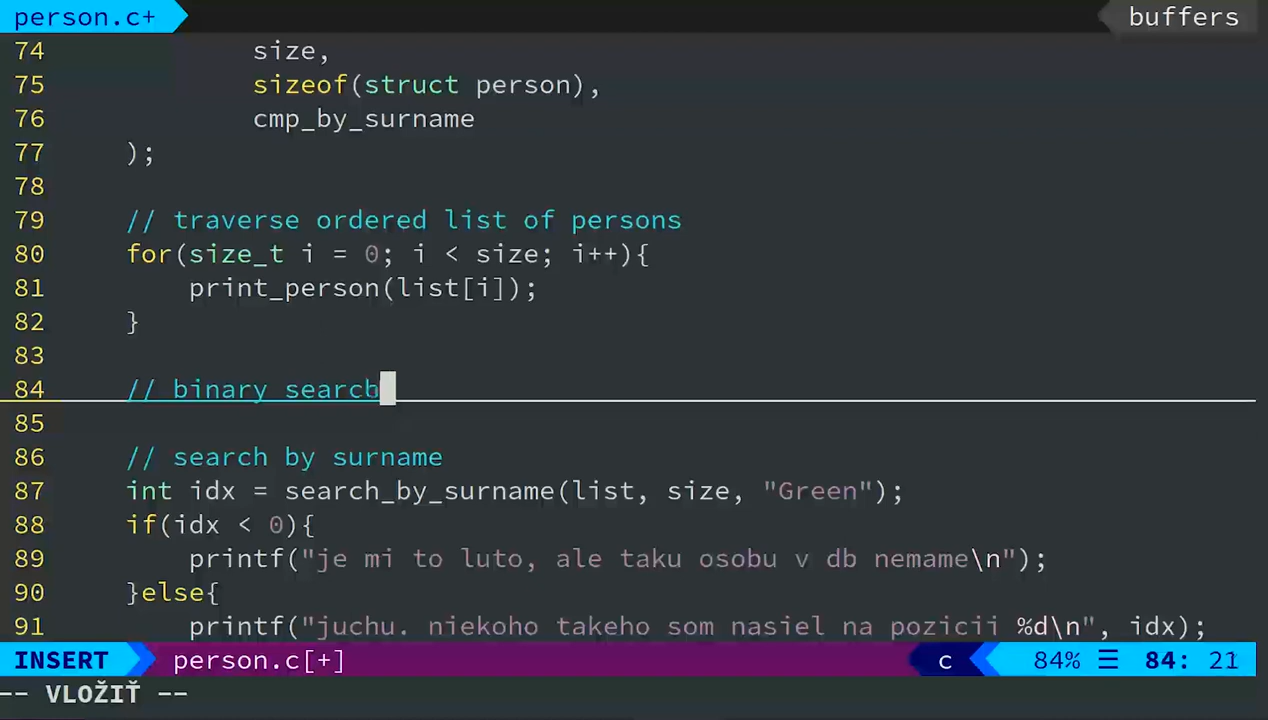 person.c+ buffers
74 size,
75 sizeof(struct person),
76 cmp_by_surname
77 );
78
79 // traverse ordered list of persons
80 for(size_t i = 0; i < size; i++){
81 print_person(list[i]);
82 }
83
84 // binary search
85
86 // search by surname
87 int idx = search_by_surname(list, size, "Green");
88 if(idx < 0){
89 printf("je mi to luto, ale taku osobu v db nemame\n");
90 }else{
91 printf("juchu. niekoho takeho som nasiel na pozicii %d\n", idx);
INSERT person.c[+] c 84% ☰ 84: 21
-- VLOŽIŤ --